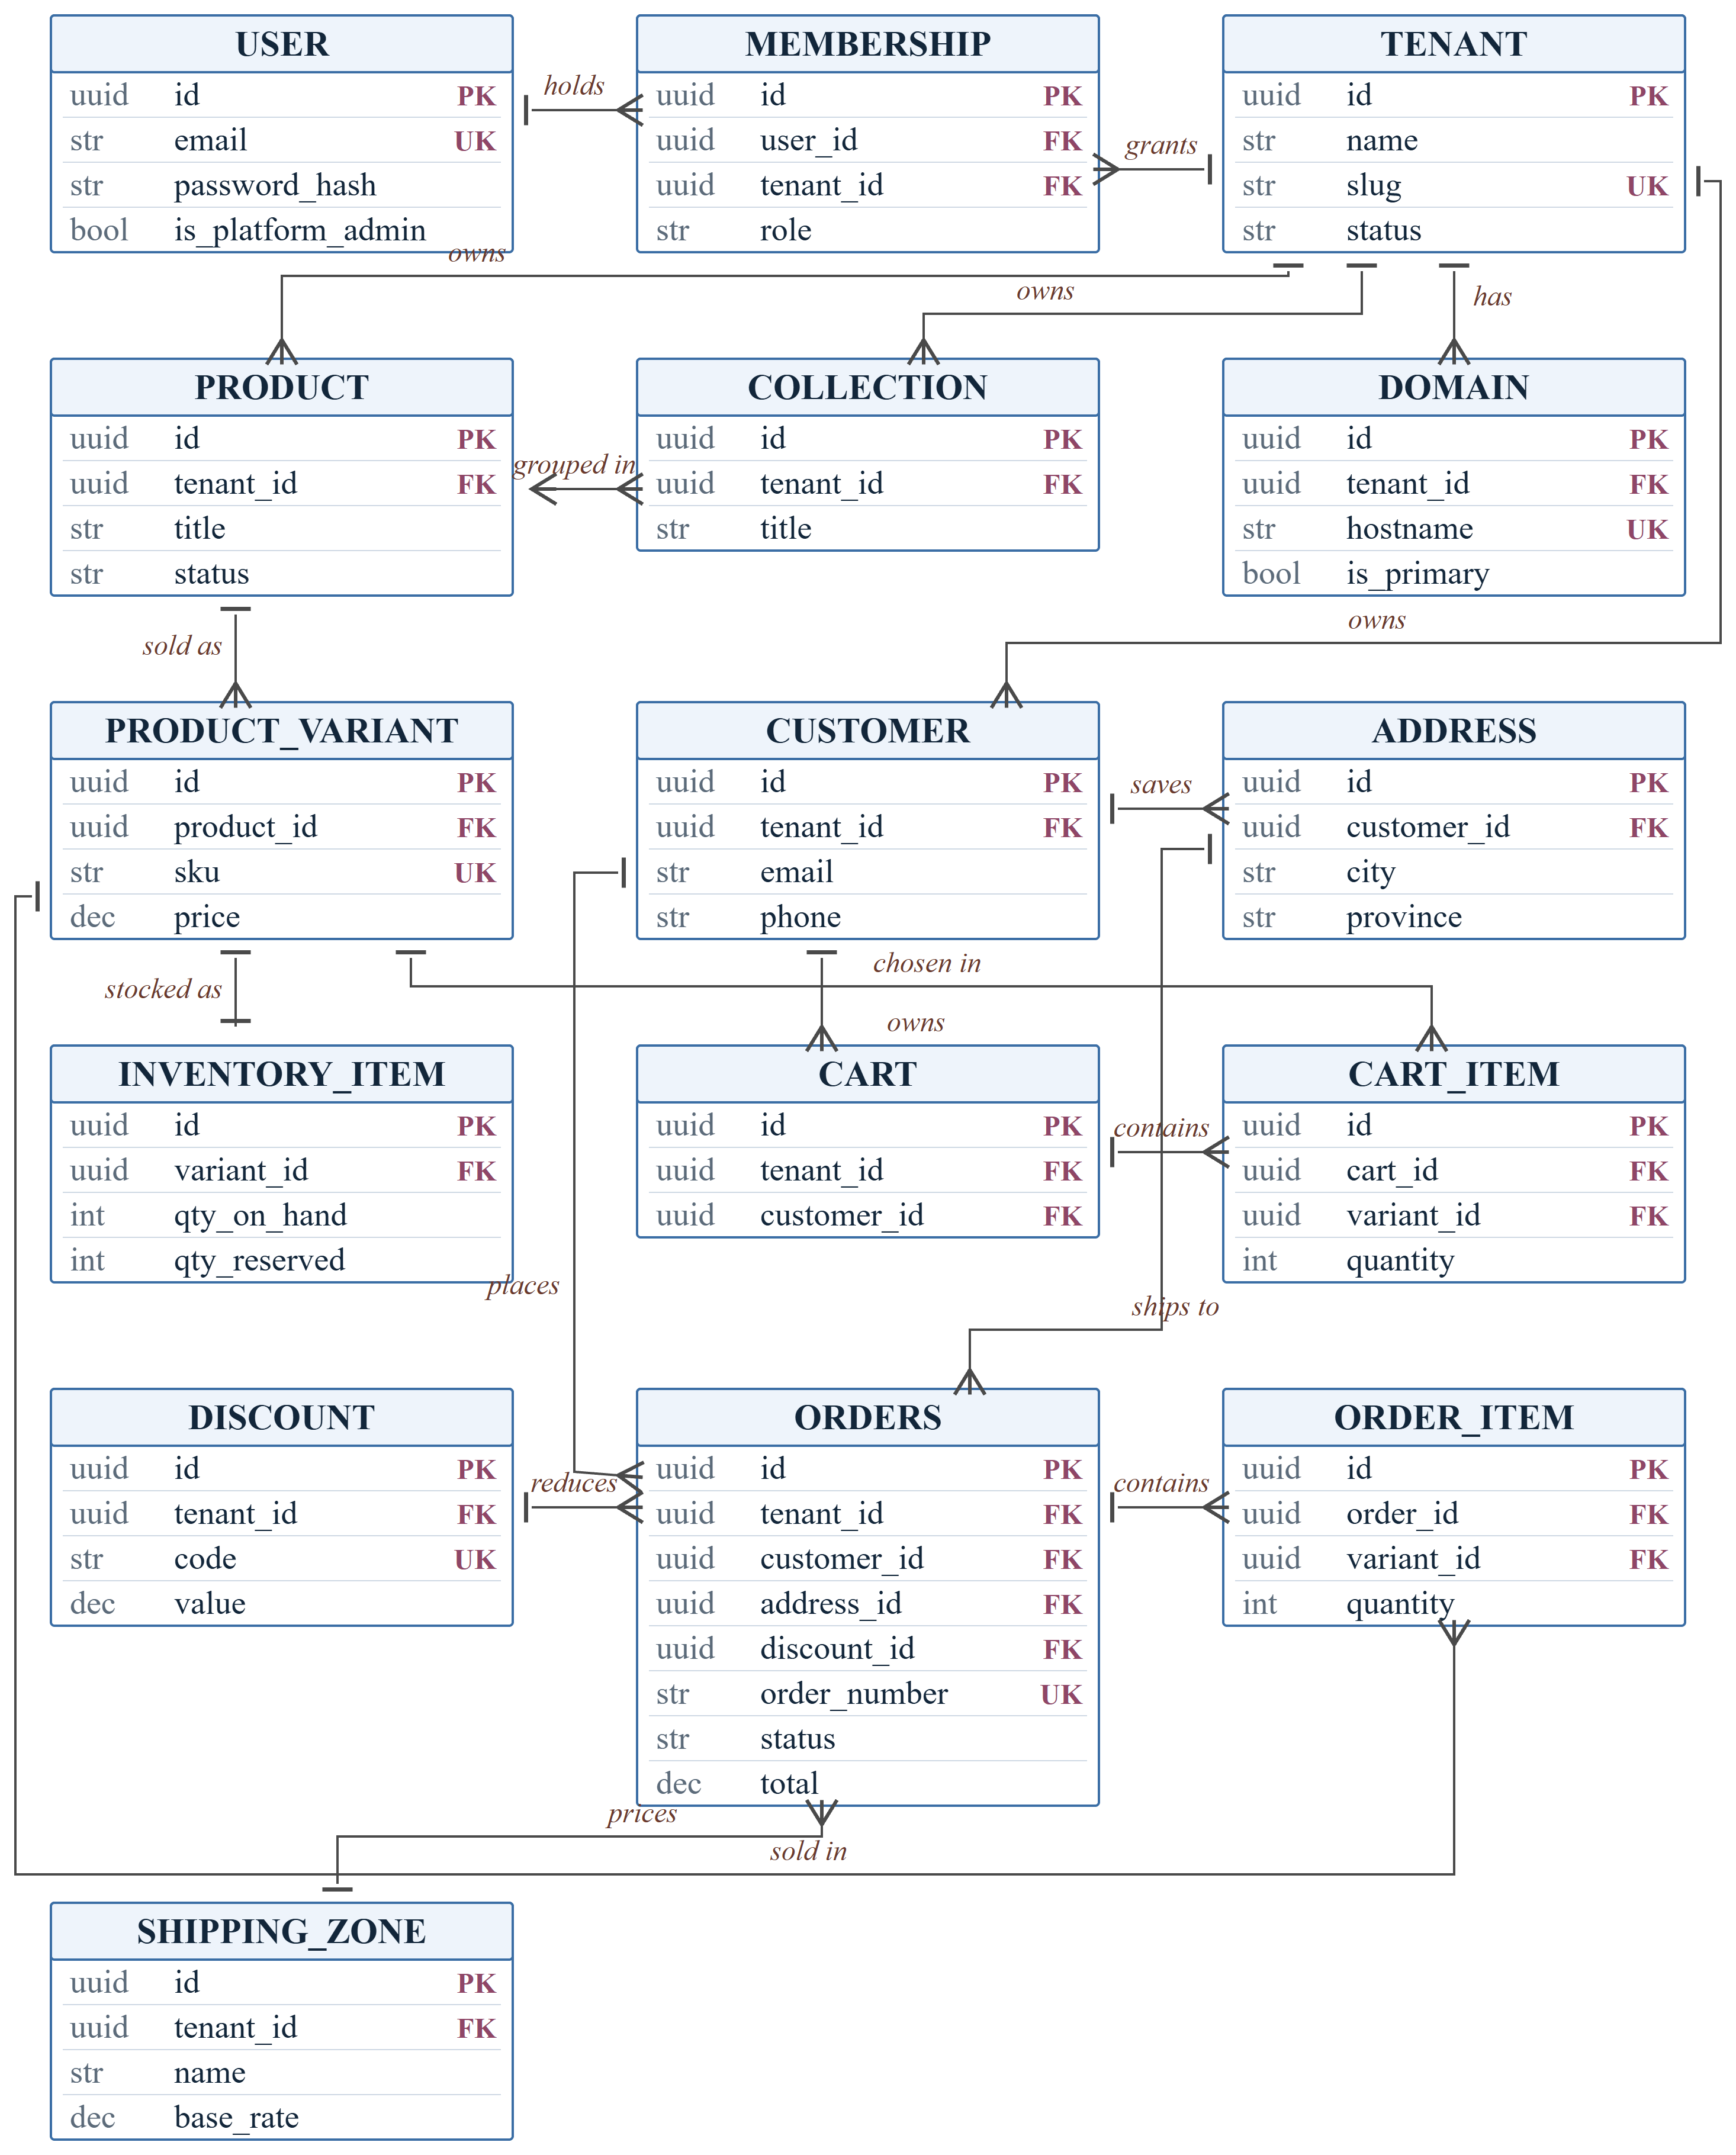 USER
uuid id PK
str email UK
str password_hash
bool is_platform_admin
holds
MEMBERSHIP
uuid id PK
uuid user_id FK
uuid tenant_id FK
str role
grants
TENANT
uuid id PK
str name
str slug UK
str status
owns
owns
has
PRODUCT
uuid id PK
uuid tenant_id FK
str title
str status
grouped in
COLLECTION
uuid id PK
uuid tenant_id FK
str title
DOMAIN
uuid id PK
uuid tenant_id FK
str hostname UK
bool is_primary
sold as
owns
PRODUCT_VARIANT
uuid id PK
uuid product_id FK
str sku UK
dec price
CUSTOMER
uuid id PK
uuid tenant_id FK
str email
str phone
saves
ADDRESS
uuid id PK
uuid customer_id FK
str city
str province
stocked as
chosen in
owns
INVENTORY_ITEM
uuid id PK
uuid variant_id FK
int qty_on_hand
int qty_reserved
CART
uuid id PK
uuid tenant_id FK
uuid customer_id FK
contains
CART_ITEM
uuid id PK
uuid cart_id FK
uuid variant_id FK
int quantity
places
ships to
DISCOUNT
uuid id PK
uuid tenant_id FK
str code UK
dec value
reduces
ORDERS
uuid id PK
uuid tenant_id FK
uuid customer_id FK
uuid address_id FK
uuid discount_id FK
str order_number UK
str status
dec total
contains
ORDER_ITEM
uuid id PK
uuid order_id FK
uuid variant_id FK
int quantity
prices
sold in
SHIPPING_ZONE
uuid id PK
uuid tenant_id FK
str name
dec base_rate